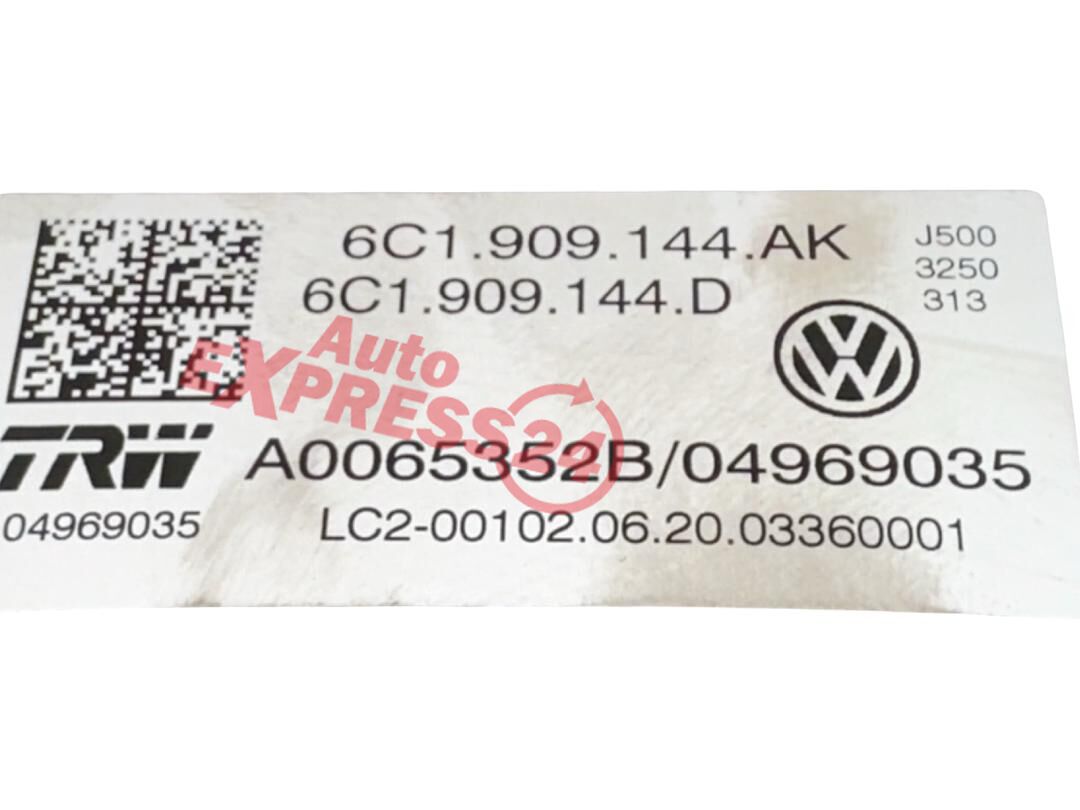 6C1.909.144.AK
6C1.909.144.D
J500
3250
313
Auto
EXPRESS24
TRW
A0065352B/04969035
04969035
LC2-00102.06.20.03360001